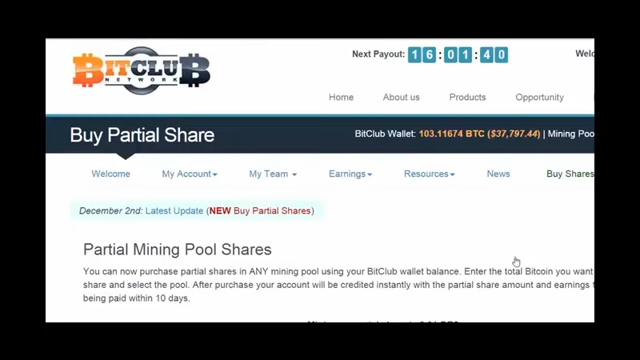 Next Payout: 16:01:40
Welc
BITCLUB
NETWORK
Home About us Products Opportunity
Buy Partial Share
BitClub Wallet: 103.11674 BTC ($37,797.44) | Mining Poo
Welcome My Account My Team Earnings Resources News Buy Shares
December 2nd: Latest Update (NEW Buy Partial Shares)
Partial Mining Pool Shares
You can now purchase partial shares in ANY mining pool using your BitClub wallet balance. Enter the total Bitcoin you want
share and select the pool. After purchase your account will be credited instantly with the partial share amount and earnings
being paid within 10 days.